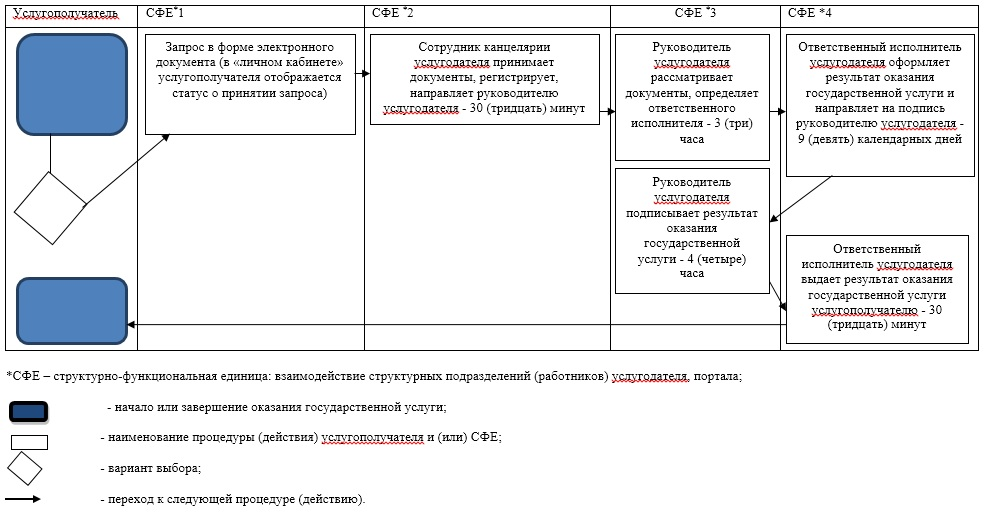 Услугополучатель
СФЕ*1
СФЕ *2
СФЕ *3
СФЕ *4
Запрос в форме электронного
документа (в «личном кабинете»
услугополучателя отображается
статус о принятии запроса)
Сотрудник канцелярии
услугодателя принимает
документы, регистрирует,
направляет руководителю
услугодателя - 30 (тридцать) минут
Руководитель
услугодателя
рассматривает
документы, определяет
ответственного
исполнителя - 3 (три)
часа
Ответственный исполнитель
услугодателя оформляет
результат оказания
государственной услуги и
направляет на подпись
руководителю услугодателя -
9 (девять) календарных дней
Руководитель
услугодателя
подписывает результат
оказания
государственной
услуги - 4 (четыре)
часа
Ответственный
исполнитель услугодателя
выдает результат оказания
государственной услуги
услугополучателю - 30
(тридцать) минут
*СФЕ – структурно-функциональная единица: взаимодействие структурных подразделений (работников) услугодателя, портала;
- начало или завершение оказания государственной услуги;
- наименование процедуры (действия) услугополучателя и (или) СФЕ;
- вариант выбора;
- переход к следующей процедуре (действию).